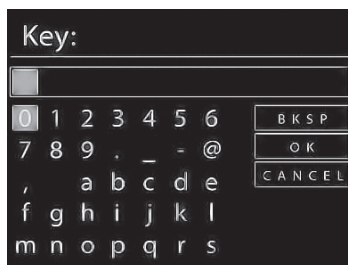 Key:
0 1 2 3 4 5 6
BKSP
7 8 9 . _ - @
OK
, a b c d e
CANCEL
f g h i j k l
m n o p q r s